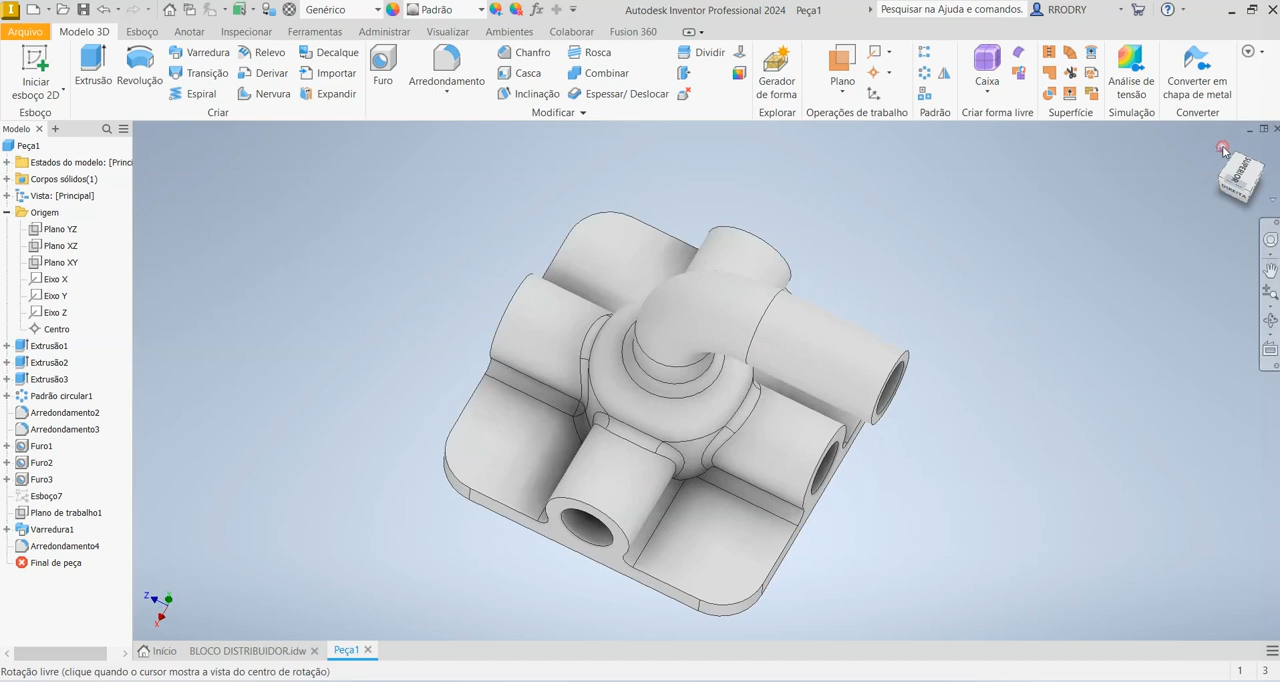 Genérico
Padrão
Autodesk Inventor Professional 2024 Peça1
Pesquisar na Ajuda e comandos.
RRODRY
Arquivo Modelo 3D Esboço Anotar Inspecionar Ferramentas Administrar Visualizar Ambientes Colaborar Fusion 360
Iniciar
esboço 2D
Esboço
Extrusão
Revolução
Varredura
Transição
Espiral
Relevo
Derivar
Nervura
Decalque
Importar
Expandir
Criar
Furo
Arredondamento
Chanfro
Casca
Inclinação
Rosca
Combinar
Espessar/ Deslocar
Dividir
Modificar
Gerador
de forma
Explorar
Plano
Operações de trabalho
Padrão
Caixa
Criar forma livre
Superfície
Análise de
tensão
Simulação
Converter em
chapa de metal
Converter
Modelo
Peça1
Estados do modelo: [Princi
Corpos sólidos(1)
Vista: [Principal]
Origem
Plano YZ
Plano XZ
Plano XY
Eixo X
Eixo Y
Eixo Z
Centro
Extrusão1
Extrusão2
Extrusão3
Padrão circular1
Arredondamento2
Arredondamento3
Furo1
Furo2
Furo3
Esboço7
Plano de trabalho1
Varredura1
Arredondamento4
Final de peça
SUPERIOR
DIREITA
Z
X
Início
BLOCO DISTRIBUIDOR.idw
Peça1
Rotação livre (clique quando o cursor mostra a vista do centro de rotação)
1 3